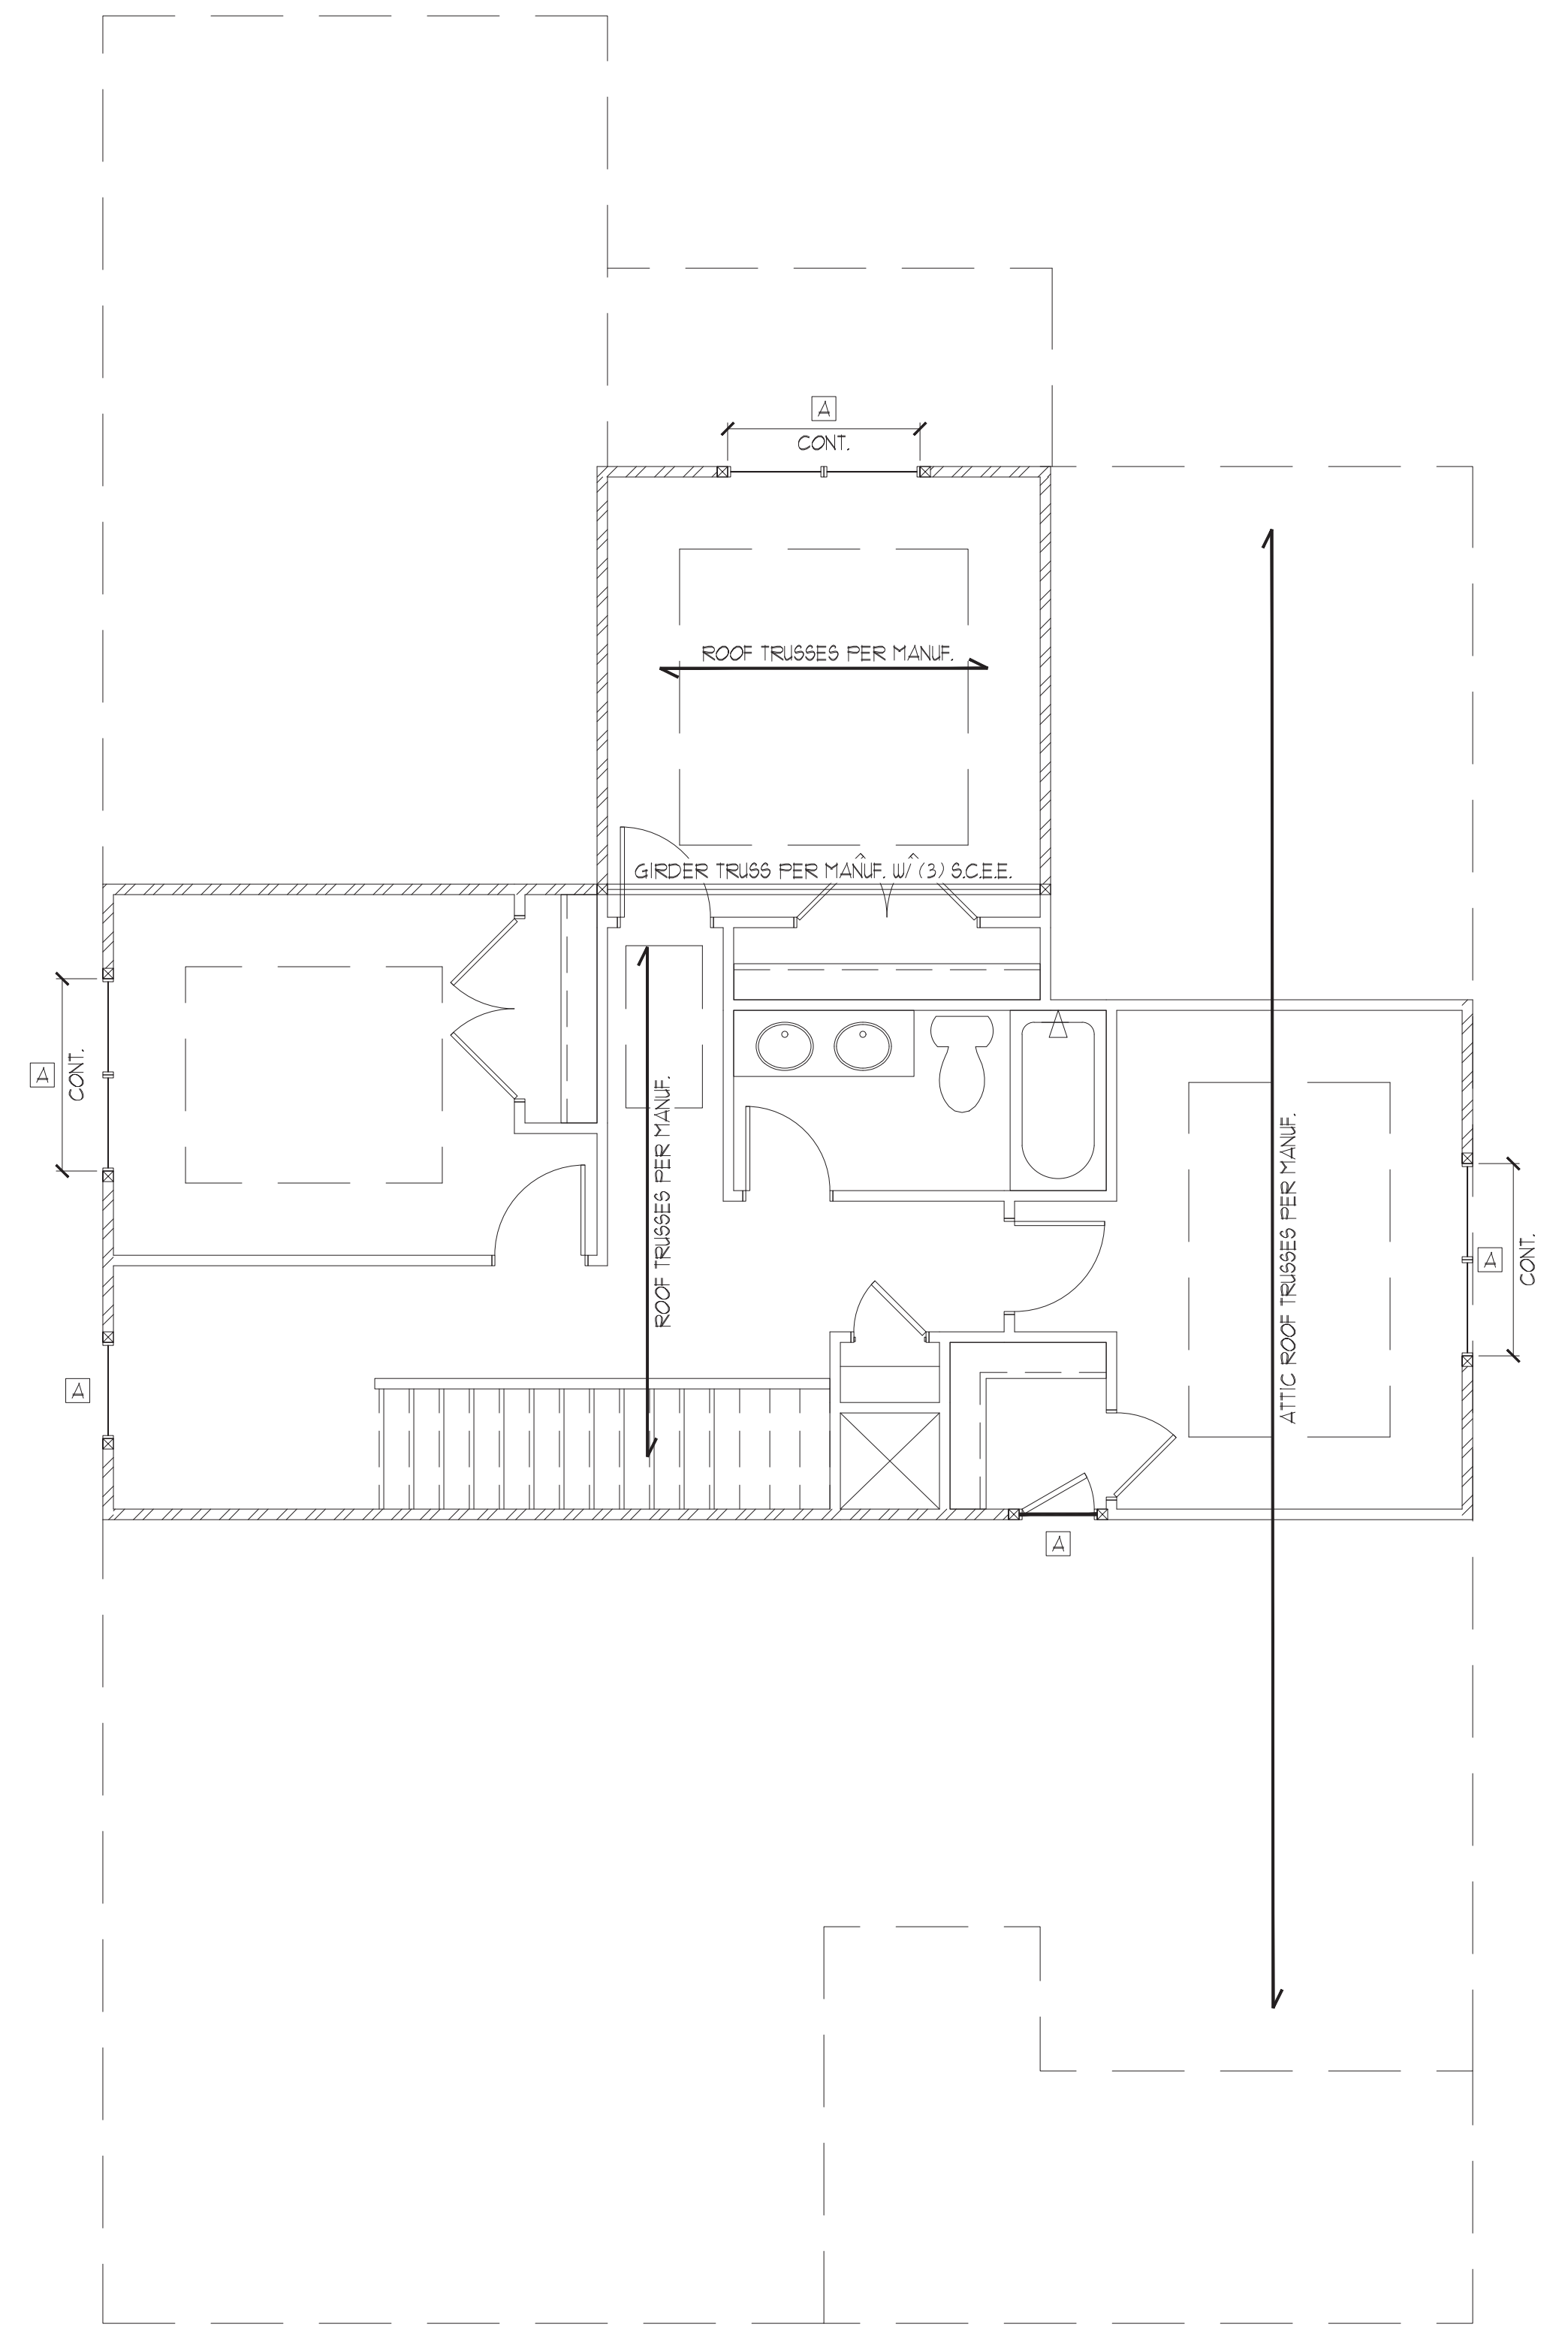 A
CONT.
ROOF TRUSSES PER MANUF.
GIRDER TRUSS PER MANUF. W/ (3) S.C.E.E.
A
CONT.
ROOF TRUSSES PER MANUF.
ATTIC ROOF TRUSSES PER MANUF.
A
CONT.
A
A